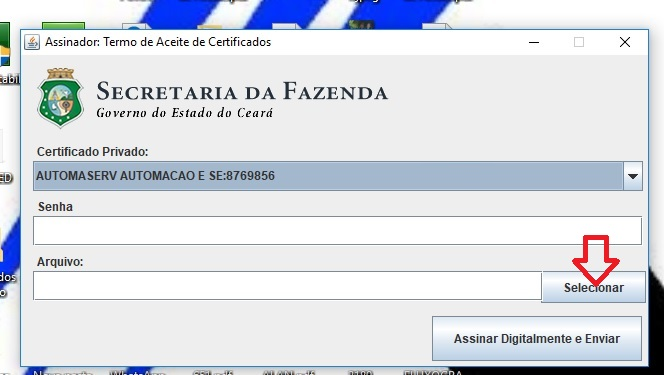 Assinador: Termo de Aceite de Certificados
SECRETARIA DA FAZENDA
Governo do Estado do Ceará
Certificado Privado:
AUTOMASERV AUTOMACAO E SE:8769856
Senha
Arquivo:
Selecionar
Assinar Digitalmente e Enviar